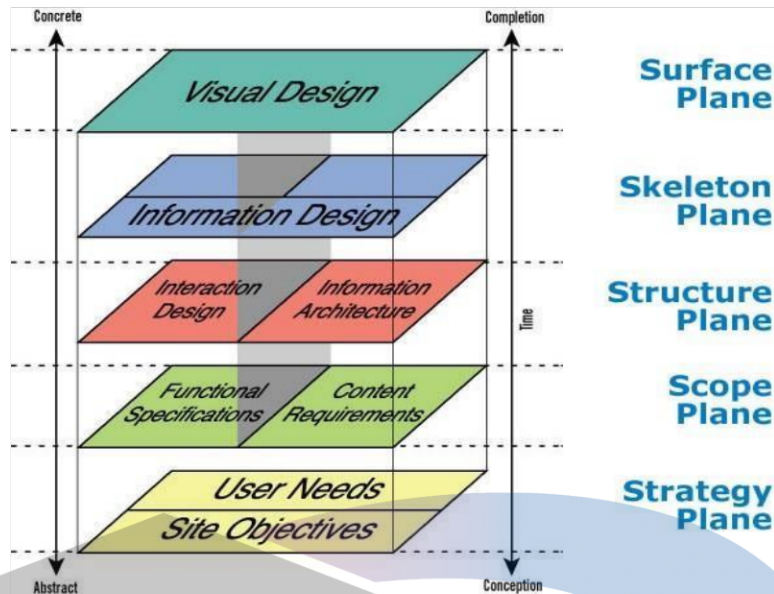 Concrete
Completion
Visual Design
Surface
Plane
Information Design
Skeleton
Plane
Interaction
Design
Information
Architecture
Structure
Plane
Time
Functional
Specifications
Content
Requirements
Scope
Plane
User Needs
Site Objectives
Strategy
Plane
Abstract
Conception